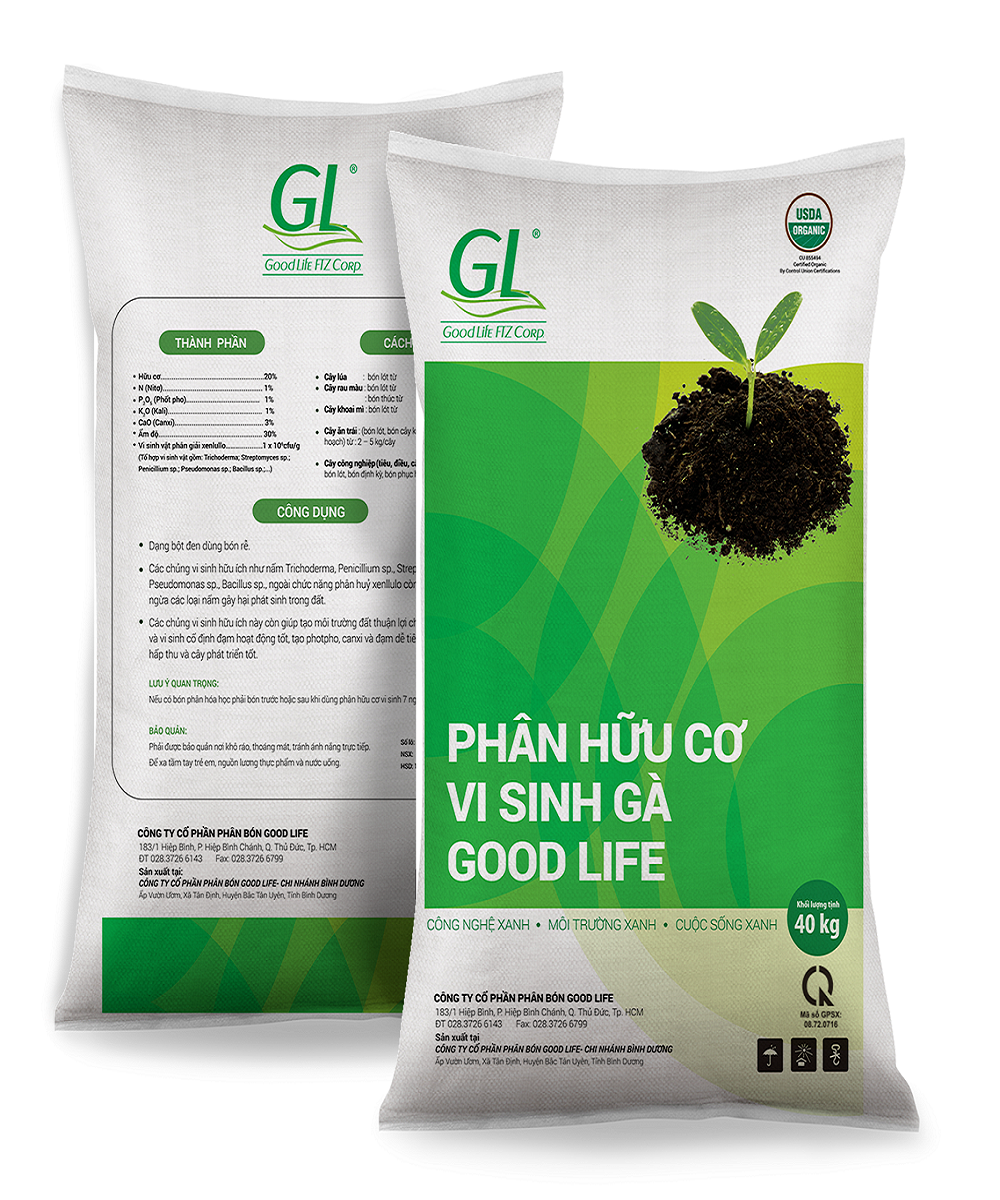 GL®
Good Life FTZ Corp.
THÀNH PHẦN
• Hữu cơ....................................................20%
• N (Nitơ)....................................................1%
• P₂O₅ (Phốt pho)........................................1%
• K₂O (Kali)..................................................1%
• CaO (Canxi)..............................................3%
• Ẩm độ......................................................30%
• Vi sinh vật phân giải xenlullo....................1 x 10⁶cfu/g
(Tổ hợp vi sinh vật gồm: Trichoderma; Streptomyces sp.;
Penicillium sp.; Pseudomonas sp.; Bacillus sp.;...)
CÁCH
• Cây lúa : bón lót từ
• Cây rau màu : bón lót từ
: bón thúc từ
• Cây khoai mì : bón lót từ
• Cây ăn trái : (bón lót, bón cây
hoạch) từ : 2 – 5 kg/cây
• Cây công nghiệp (tiêu, điều,
bón lót, bón định kỳ, bón phục
CÔNG DỤNG
• Dạng bột đen dùng bón rễ.
• Các chủng vi sinh hữu ích như nấm Trichoderma, Penicillium sp., Strep
Pseudomonas sp., Bacillus sp., ngoài chức năng phân huỷ xenllulo còn
ngừa các loại nấm gây hại phát sinh trong đất.
• Các chủng vi sinh hữu ích này còn giúp tạo môi trường đất thuận lợi
và vi sinh cố định đạm hoạt động tốt, tạo photpho, canxi và đạm dễ
hấp thu và cây phát triển tốt.
LƯU Ý QUAN TRỌNG:
Nếu có bón phân hóa học phải bón trước hoặc sau khi dùng phân hữu cơ vi sinh 7
BẢO QUẢN:
Phải được bảo quản nơi khô ráo, thoáng mát, tránh ánh nắng trực tiếp.
Để xa tầm tay trẻ em, nguồn lương thực phẩm và nước uống.
Số lô:
NSX:
HSD:
CÔNG TY CỔ PHẦN PHÂN BÓN GOOD LIFE
183/1 Hiệp Bình, P. Hiệp Bình Chánh, Q. Thủ Đức, Tp. HCM
ĐT 028.3726 6143 Fax: 028.3726 6799
Sản xuất tại:
CÔNG TY CỔ PHẦN PHÂN BÓN GOOD LIFE- CHI NHÁNH BÌNH DƯƠNG
Ấp Vườn Ươm, Xã Tân Định, Huyện Bắc Tân Uyên, Tỉnh Bình Dương
GL®
Good Life FTZ Corp.
USDA
ORGANIC
CU 855494
Certified Organic
By Control Union Certifications
PHÂN HỮU CƠ
VI SINH GÀ
GOOD LIFE
CÔNG NGHỆ XANH • MÔI TRƯỜNG XANH • CUỘC SỐNG XANH
Khối lượng tịnh
40 kg
Mã số GPSX:
08.72.0716
CÔNG TY CỔ PHẦN PHÂN BÓN GOOD LIFE
183/1 Hiệp Bình, P. Hiệp Bình Chánh, Q. Thủ Đức, Tp. HCM
ĐT 028.3726 6143 Fax: 028.3726 6799
Sản xuất tại
CÔNG TY CỔ PHẦN PHÂN BÓN GOOD LIFE- CHI NHÁNH BÌNH DƯƠNG
Ấp Vườn Ươm, Xã Tân Định, Huyện Bắc Tân Uyên, Tỉnh Bình Dương